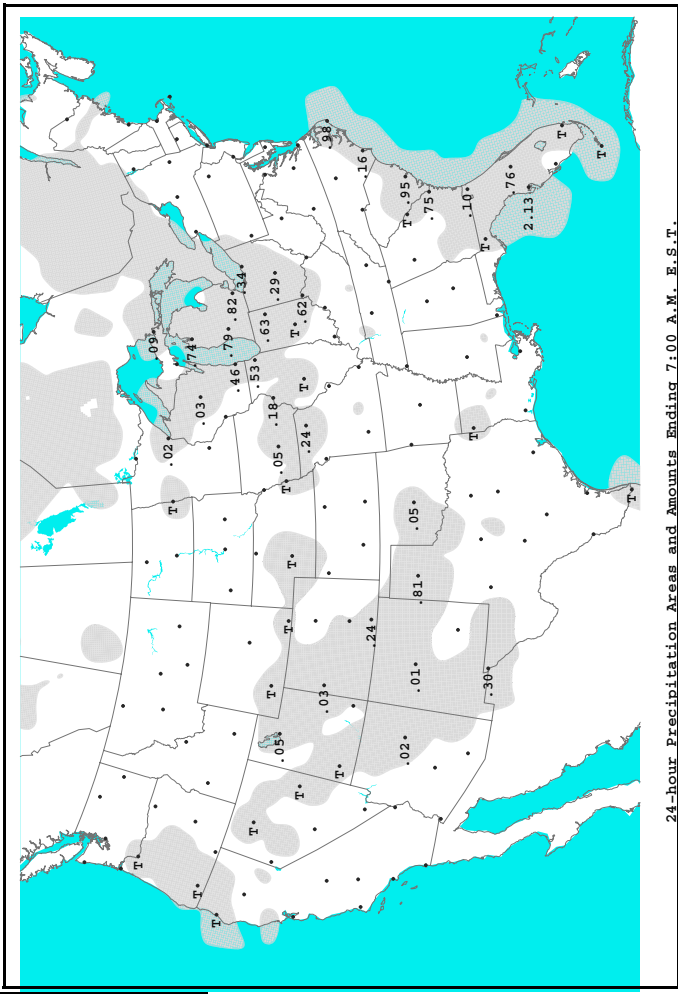 T
.09
.02
T
.74
T
.03
T
.79
.82
.46
.34
T
.53
.63
T
.18
.29
.05
.05
T
T
T
T
T
.62
T
.24
.03
.98
T
.16
.24
.02
.95
T
.05
.01
.81
.75
.10
T
T
.30
.76
2.13
T
T
T
24-hour Precipitation Areas and Amounts Ending 7:00 A.M. E.S.T.